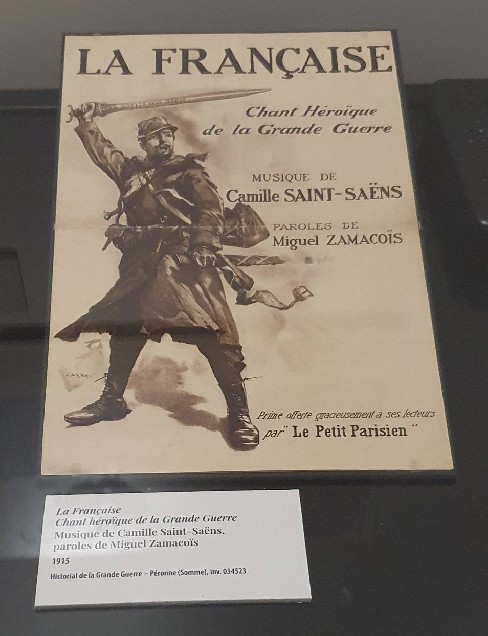 LA FRANÇAISE
Chant Héroïque
de la Grande Guerre
MUSIQUE DE
Camille SAINT-SAËNS
PAROLES DE
Miguel ZAMACOÏS
Prime offerte gracieusement à ses lecteurs
par "Le Petit Parisien"
La Française
Chant héroïque de la Grande Guerre
Musique de Camille Saint-Saëns,
paroles de Miguel Zamacoïs
1915
Historial de la Grande Guerre – Péronne (Somme), inv. 034523